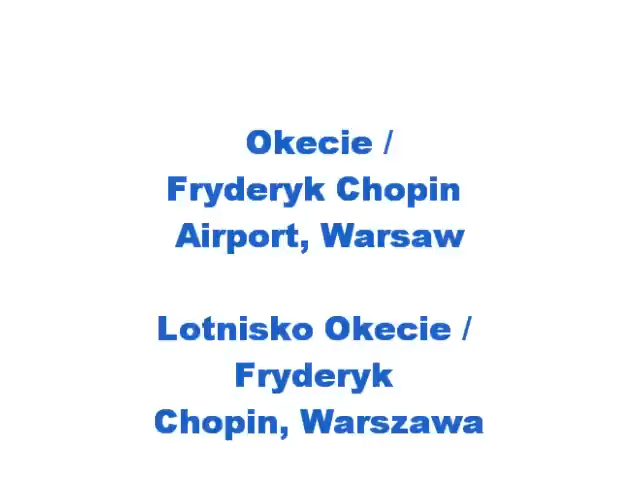 Okecie /
Fryderyk Chopin
Airport, Warsaw
Lotnisko Okecie /
Fryderyk
Chopin, Warszawa